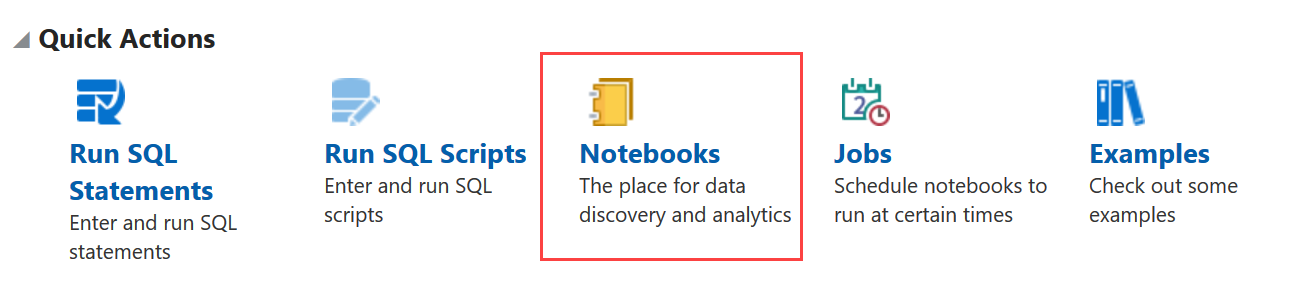 Quick Actions
Run SQL
Statements
Enter and run SQL
statements
Run SQL Scripts
Enter and run SQL
scripts
Notebooks
The place for data
discovery and analytics
2
Jobs
Schedule notebooks to
run at certain times
Examples
Check out some
examples